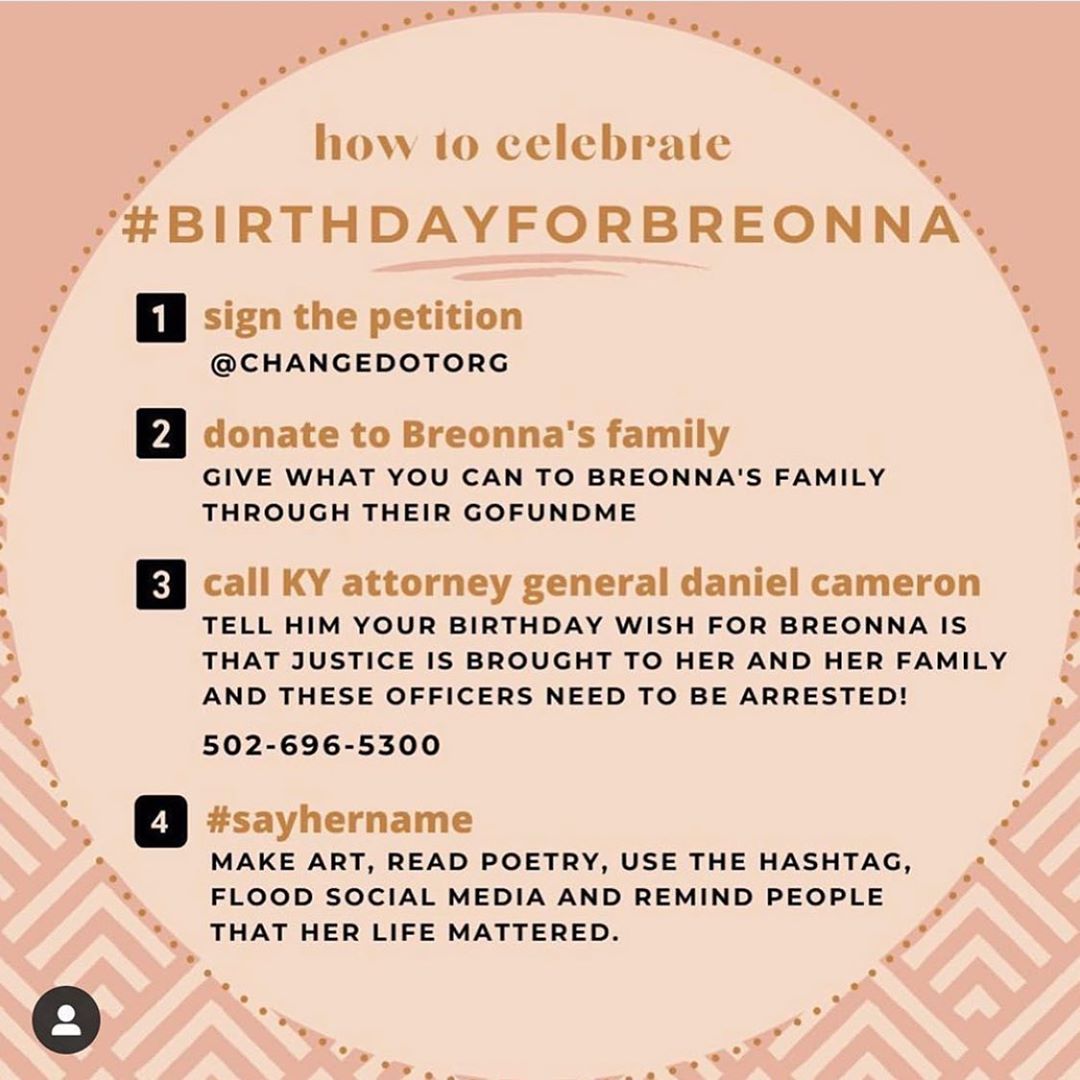 how to celebrate
#BIRTHDAYFORBREONNA
1 sign the petition
@CHANGEDOTORG
2 donate to Breonna's family
GIVE WHAT YOU CAN TO BREONNA'S FAMILY
THROUGH THEIR GOFUNDME
3 call KY attorney general daniel cameron
TELL HIM YOUR BIRTHDAY WISH FOR BREONNA IS
THAT JUSTICE IS BROUGHT TO HER AND HER FAMILY
AND THESE OFFICERS NEED TO BE ARRESTED!
502-696-5300
4 #sayhername
MAKE ART, READ POETRY, USE THE HASHTAG,
FLOOD SOCIAL MEDIA AND REMIND PEOPLE
THAT HER LIFE MATTERED.